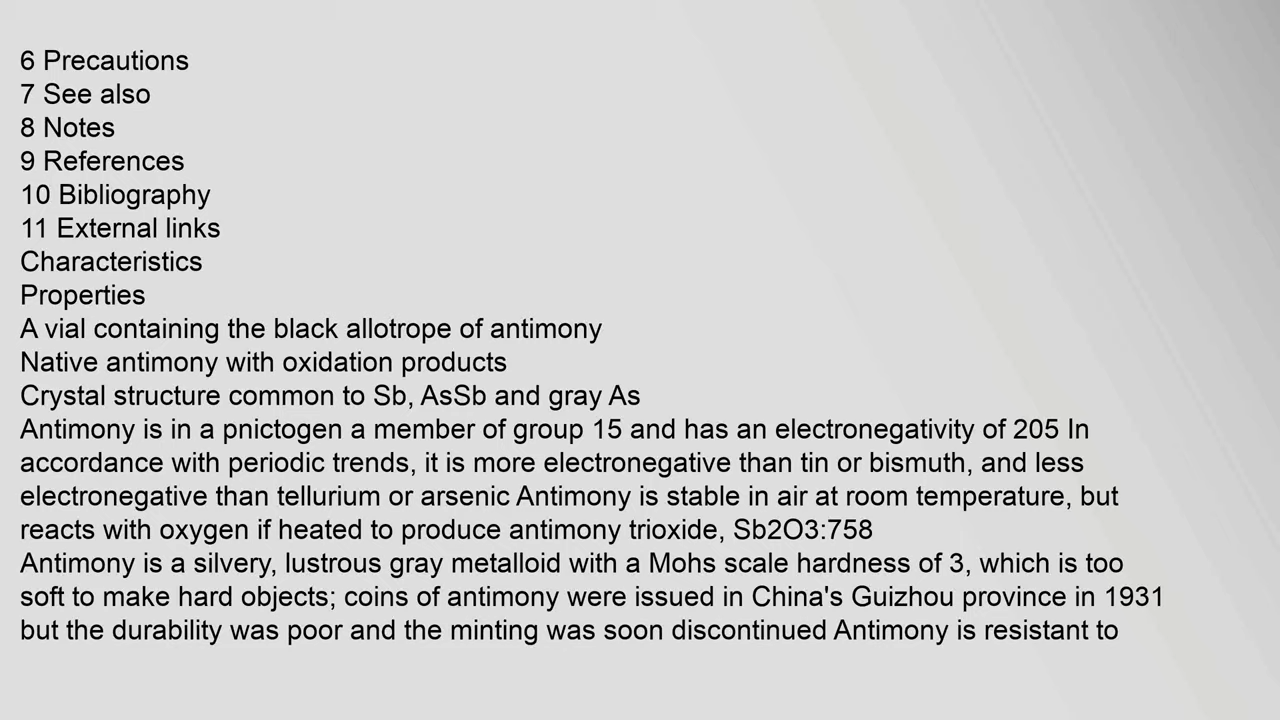 6 Precautions
7 See also
8 Notes
9 References
10 Bibliography
11 External links
Characteristics
Properties
A vial containing the black allotrope of antimony
Native antimony with oxidation products
Crystal structure common to Sb, AsSb and gray As
Antimony is in a pnictogen a member of group 15 and has an electronegativity of 205 In
accordance with periodic trends, it is more electronegative than tin or bismuth, and less
electronegative than tellurium or arsenic Antimony is stable in air at room temperature, but
reacts with oxygen if heated to produce antimony trioxide, Sb2O3:758
Antimony is a silvery, lustrous gray metalloid with a Mohs scale hardness of 3, which is too
soft to make hard objects; coins of antimony were issued in China's Guizhou province in 1931
but the durability was poor and the minting was soon discontinued Antimony is resistant to